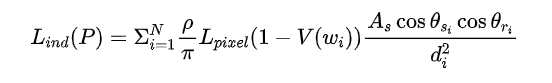 L_{ind}(P) = \Sigma_{i=1}^{N} \frac{\rho}{\pi} L_{pixel}(1 - V(w_i)) \frac{A_s \cos\theta_{s_i} \cos\theta_{r_i}}{d_i^2}